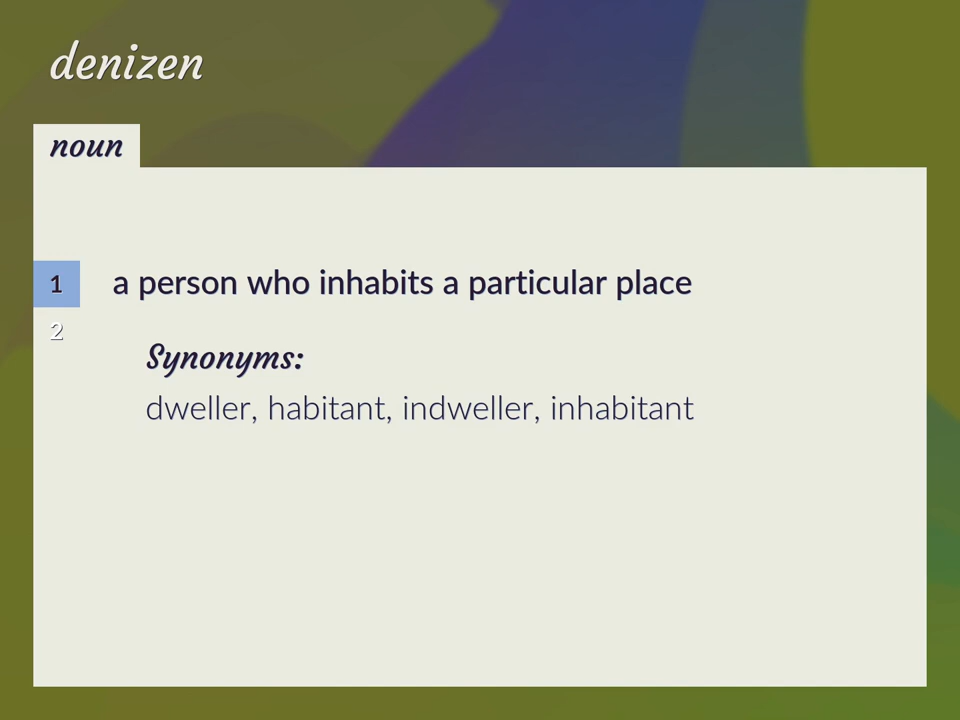 denizen
noun
1
a person who inhabits a particular place
2
Synonyms:
dweller, habitant, indweller, inhabitant